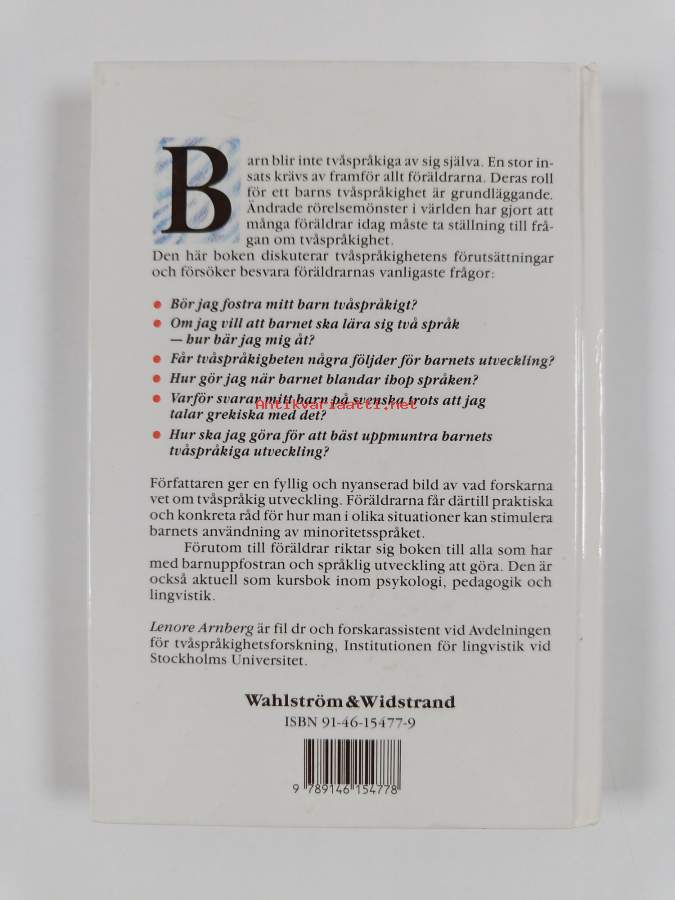 Barn blir inte tvåspråkiga av sig själva. En stor in-
sats krävs av framför allt föräldrarna. Deras roll
för ett barns tvåspråkighet är grundläggande.
Ändrade rörelsemönster i världen har gjort att
många föräldrar idag måste ta ställning till frå-
gan om tvåspråkighet.
Den här boken diskuterar tvåspråkighetens förutsättningar
och försöker besvara föräldrarnas vanligaste frågor:
• Bör jag fostra mitt barn tvåspråkigt?
• Om jag vill att barnet ska lära sig två språk
— hur bär jag mig åt?
• Får tvåspråkigheten några följder för barnets utveckling?
• Hur gör jag när barnet blandar ihop språken?
• Varför svarar mitt barn på svenska trots att jag
Antikvariaatti.net
talar grekiska med det?
• Hur ska jag göra för att bäst uppmuntra barnets
tvåspråkiga utveckling?
Författaren ger en fyllig och nyanserad bild av vad forskarna
vet om tvåspråkig utveckling. Föräldrarna får därtill praktiska
och konkreta råd för hur man i olika situationer kan stimulera
barnets användning av minoritetsspråket.
Förutom till föräldrar riktar sig boken till alla som har
med barnuppfostran och språklig utveckling att göra. Den är
också aktuell som kursbok inom psykologi, pedagogik och
lingvistik.
Lenore Arnberg är fil dr och forskarassistent vid Avdelningen
för tvåspråkighetsforskning, Institutionen för lingvistik vid
Stockholms Universitet.
Wahlström&Widstrand
ISBN 91-46-15477-9
9 789146 154778